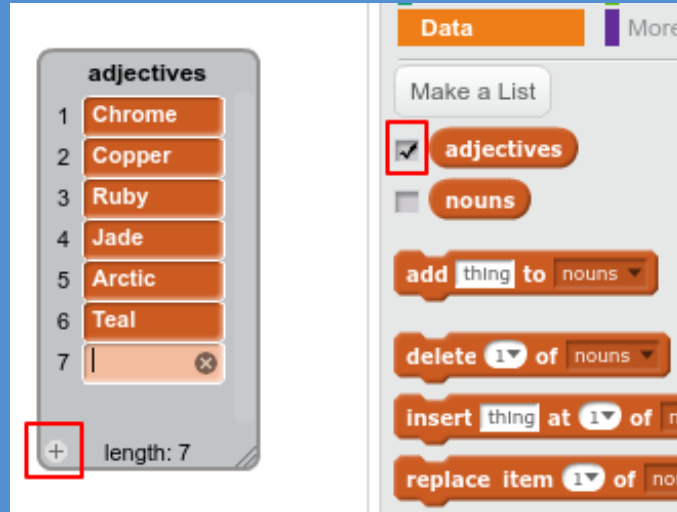 adjectives
1 Chrome
2 Copper
3 Ruby
4 Jade
5 Arctic
6 Teal
7
+ length: 7
Data
More
Make a List
adjectives
nouns
add thing to nouns
delete 1 of nouns
insert thing at 1 of
replace item 1 of